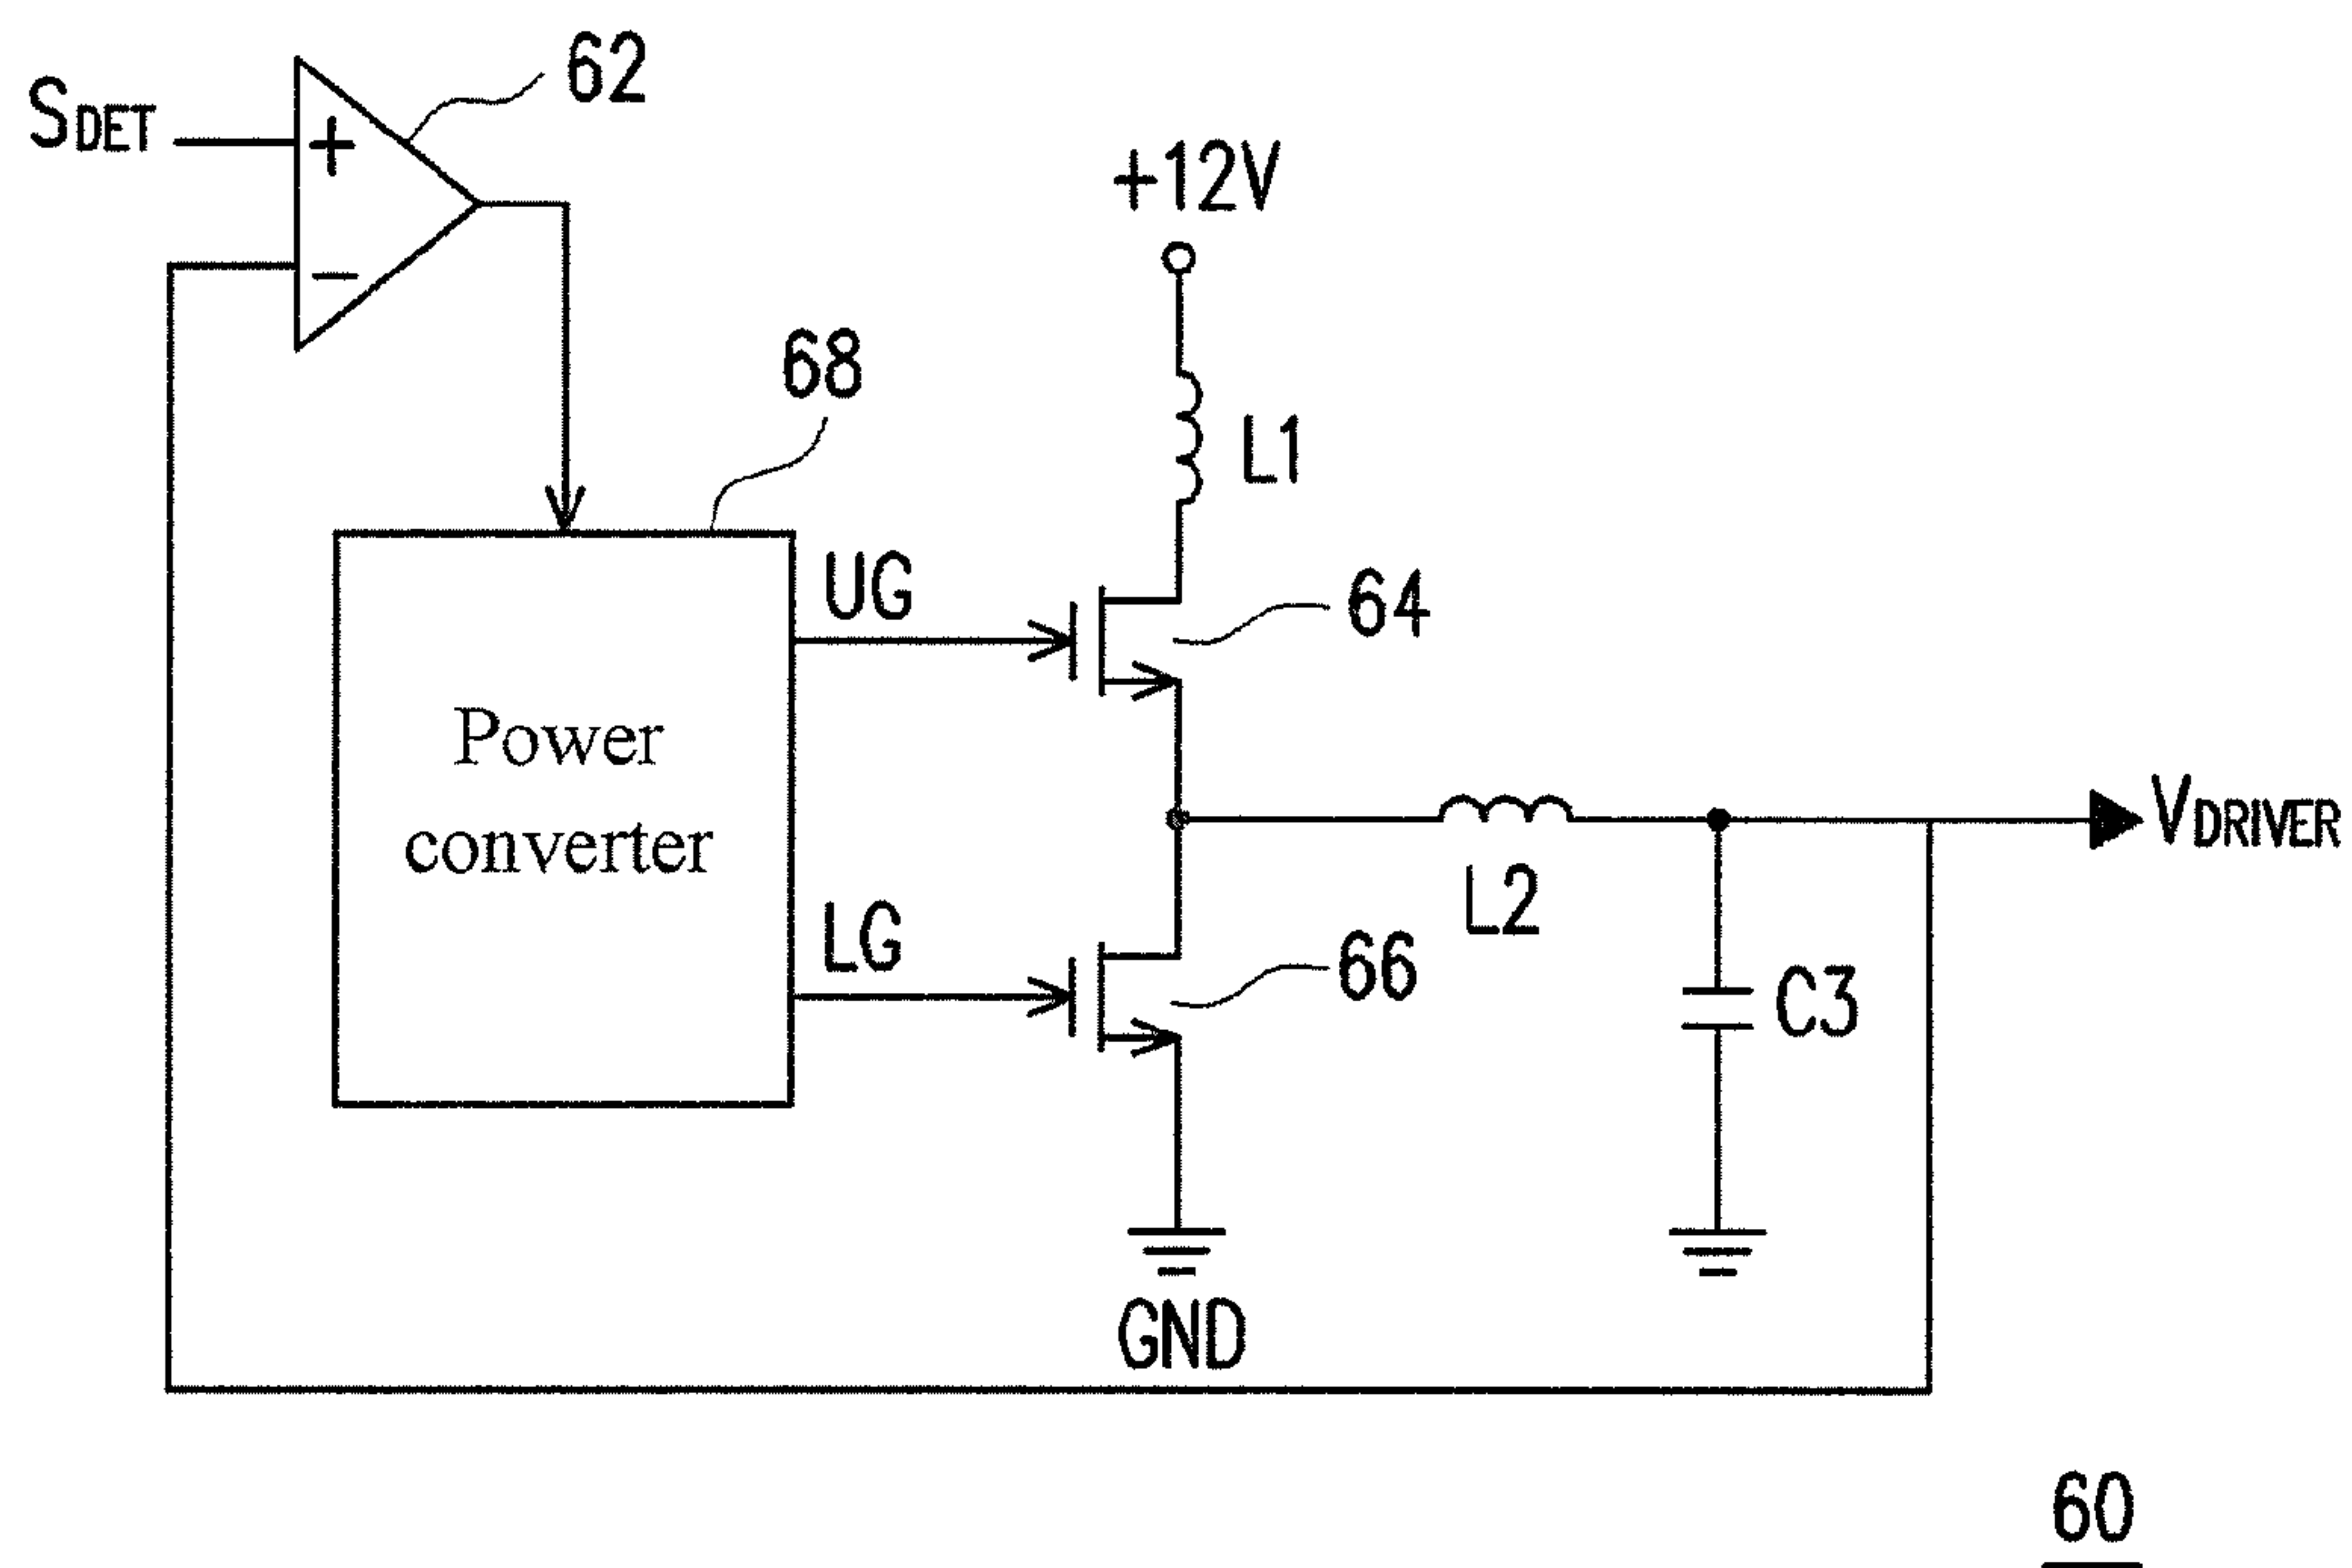 62
SDET
+
−
+12V
68
L1
UG
64
Power
converter
VDRIVER
L2
LG
66
C3
GND
60